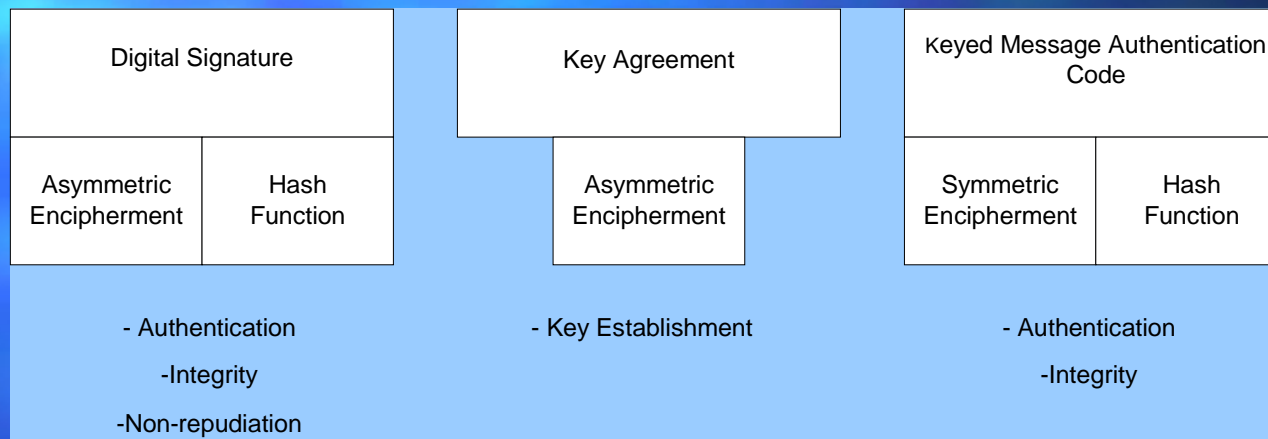 Digital Signature
Asymmetric
Encipherment
Hash
Function
- Authentication
-Integrity
-Non-repudiation
Key Agreement
Asymmetric
Encipherment
- Key Establishment
Keyed Message Authentication
Code
Symmetric
Encipherment
Hash
Function
- Authentication
-Integrity